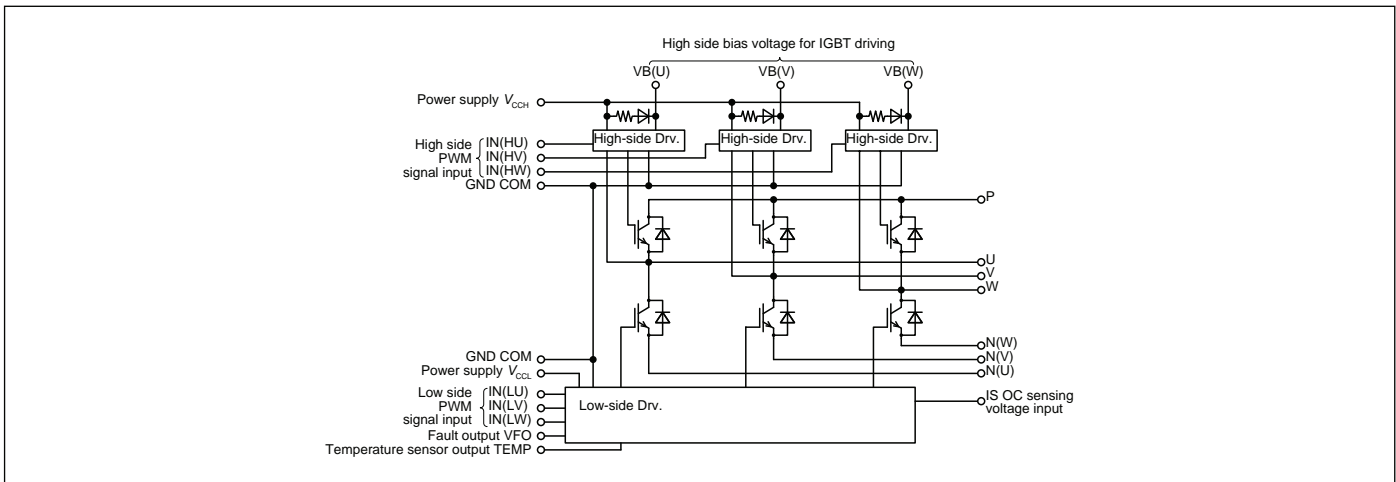 High side bias voltage for IGBT driving
VB(U)
VB(V)
VB(W)
Power supply VCCH
High-side Drv.
High-side Drv.
High-side Drv.
High side
PWM
signal input
IN(HU)
IN(HV)
IN(HW)
GND COM
P
U
V
W
N(W)
N(V)
N(U)
GND COM
Power supply VCCL
Low side
PWM
signal input
IN(LU)
IN(LV)
IN(LW)
Low-side Drv.
IS OC sensing
voltage input
Fault output VFO
Temperature sensor output TEMP